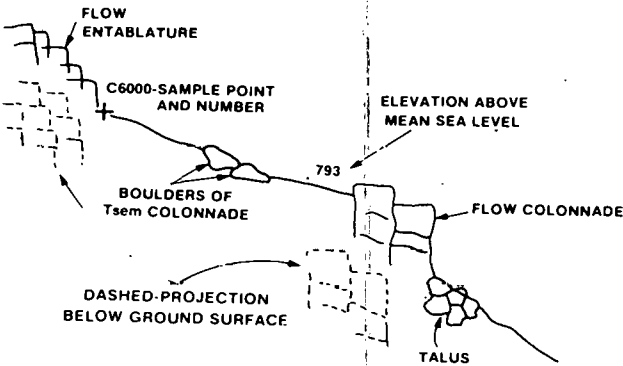 FLOW
ENTABLATURE
C6000-SAMPLE POINT
AND NUMBER
ELEVATION ABOVE
MEAN SEA LEVEL
793
BOULDERS OF
Tsem COLONNADE
FLOW COLONNADE
DASHED-PROJECTION
BELOW GROUND SURFACE
TALUS